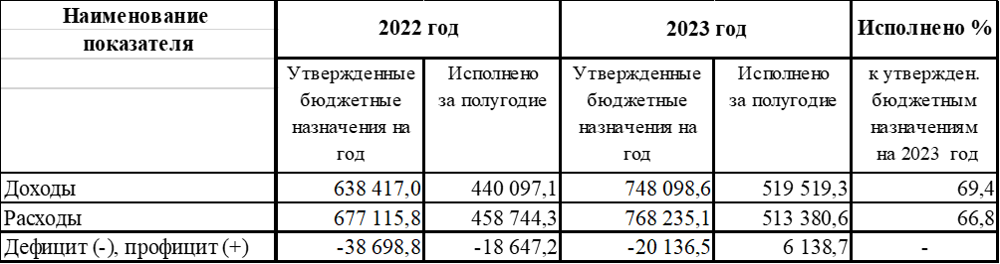 Наименование показателя 2022 год 2023 год Исполнено %
Утвержденные бюджетные назначения на год Исполнено за полугодие Утвержденные бюджетные назначения на год Исполнено за полугодие к утвержден. бюджетным назначениям на 2023 год
Доходы 638 417,0 440 097,1 748 098,6 519 519,3 69,4
Расходы 677 115,8 458 744,3 768 235,1 513 380,6 66,8
Дефицит (-), профицит (+) -38 698,8 -18 647,2 -20 136,5 6 138,7 -